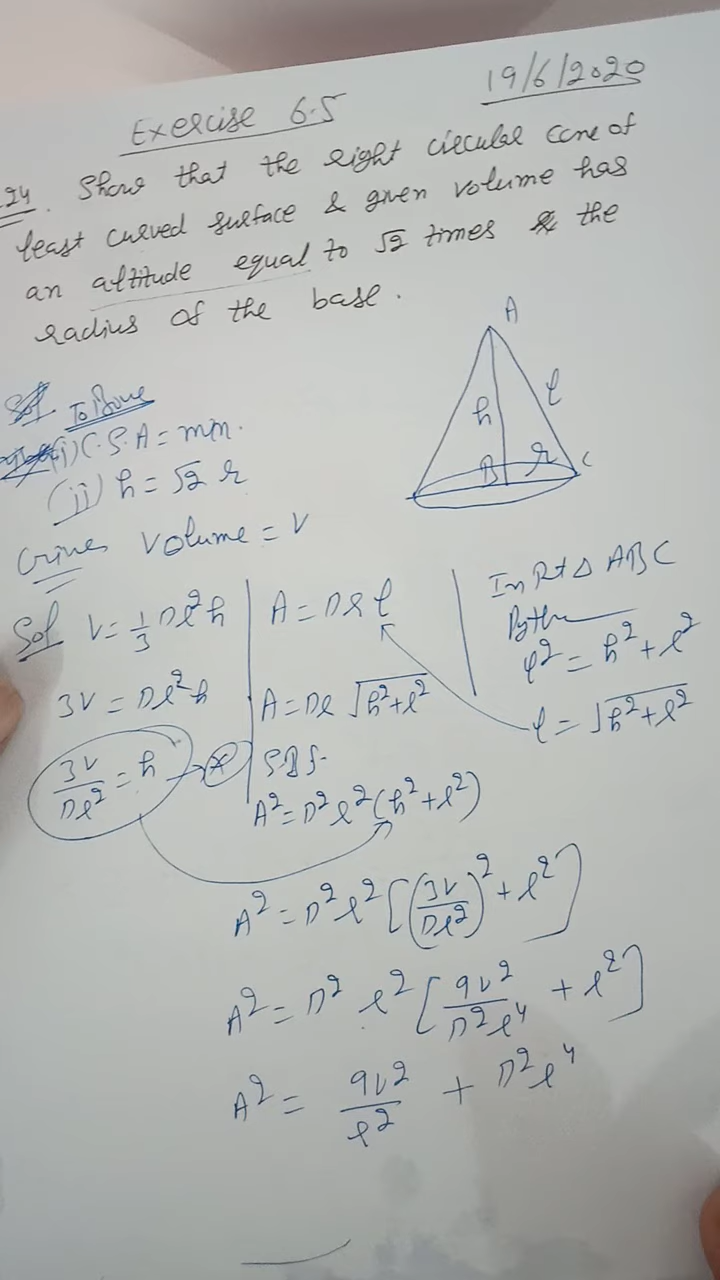 19/6/2020
Exercise 6.5
24. Show that the right circular cone of
least curved surface & given volume has
an altitude equal to √2 times the
radius of the base.
A
h
l
B
r
C
Sol
To Prove
(i) C.S.A = min.
(ii) h = √2 r
Given Volume = V
Sol V = 1/3 πr²h
3V = πr²h
3V/πr² = h → *
A = πrl
A = πr √(h²+r²)
SBS
A² = π²r²(h²+r²)
In Rt Δ ABC
Pyth
l² = h²+r²
l = √(h²+r²)
A² = π²r² [(3V/πr²)² + r²]
A² = π² r² [9V²/π²r⁴ + r²]
A² = 9V²/r² + π²r⁴